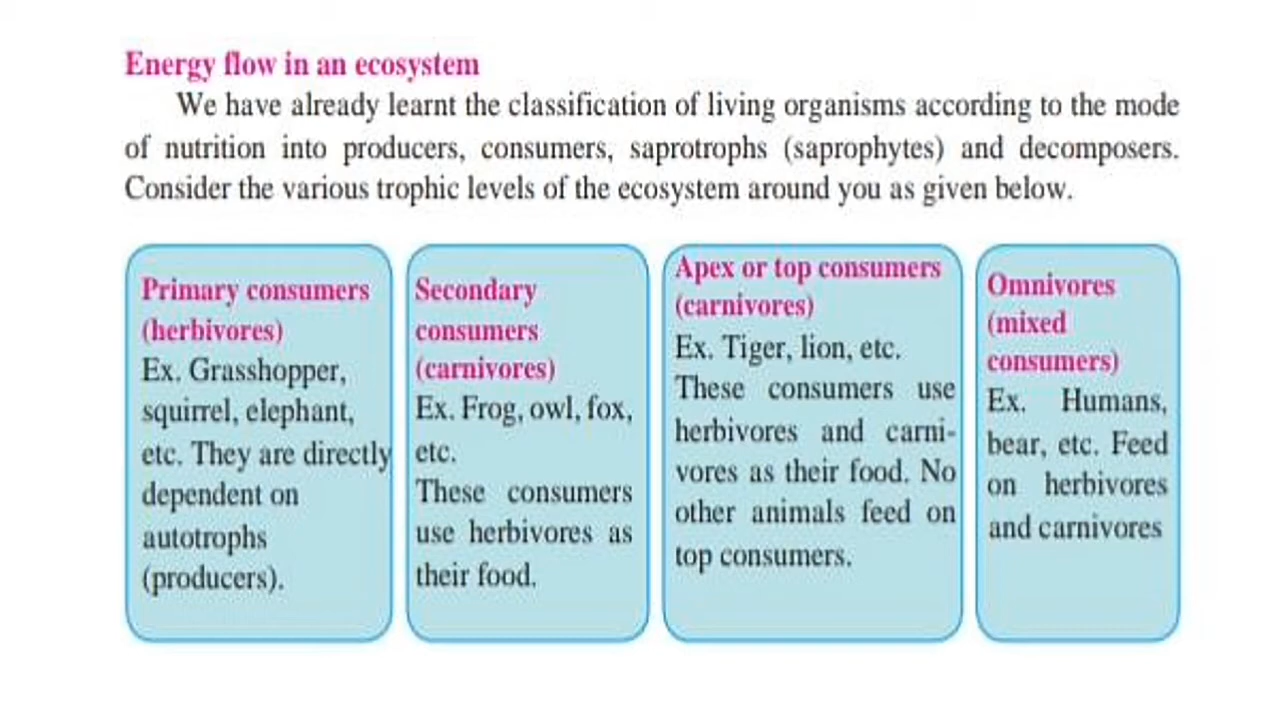 Energy flow in an ecosystem
We have already learnt the classification of living organisms according to the mode
of nutrition into producers, consumers, saprotrophs (saprophytes) and decomposers.
Consider the various trophic levels of the ecosystem around you as given below.
Primary consumers
(herbivores)
Ex. Grasshopper,
squirrel, elephant,
etc. They are directly
dependent on
autotrophs
(producers).
Secondary
consumers
(carnivores)
Ex. Frog, owl, fox,
etc.
These consumers
use herbivores as
their food.
Apex or top consumers
(carnivores)
Ex. Tiger, lion, etc.
These consumers use
herbivores and carni-
vores as their food. No
other animals feed on
top consumers.
Omnivores
(mixed
consumers)
Ex. Humans,
bear, etc. Feed
on herbivores
and carnivores